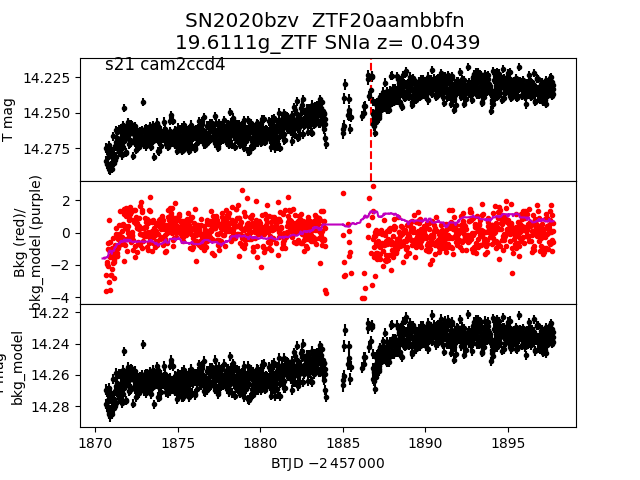 SN2020bzv ZTF20aambbfn
19.6111g_ZTF SNIa z= 0.0439
s21 cam2ccd4
14.225
14.250
14.275
T mag
2
0
−2
−4
Bkg (red)/
bkg_model (purple)
14.22
14.24
14.26
14.28
mag
bkg_model
1870 1875 1880 1885 1890 1895
BTJD −2 457 000